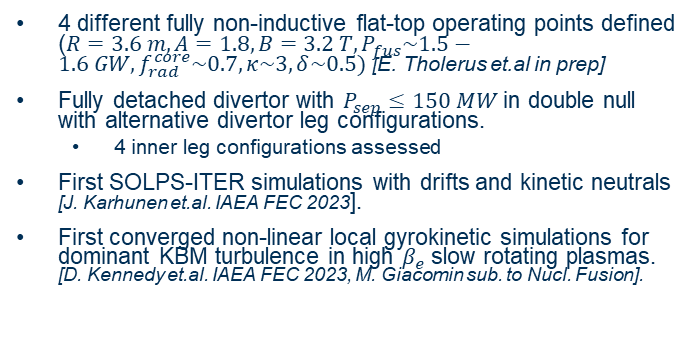 • 4 different fully non-inductive flat-top operating points defined
(R = 3.6 m, A = 1.8, B = 3.2 T, P_fus~1.5 −
1.6 GW, f_rad^core~0.7, κ~3, δ~0.5) [E. Tholerus et.al in prep]
• Fully detached divertor with P_sep ≤ 150 MW in double null
with alternative divertor leg configurations.
• 4 inner leg configurations assessed
• First SOLPS-ITER simulations with drifts and kinetic neutrals
[J. Karhunen et.al. IAEA FEC 2023].
• First converged non-linear local gyrokinetic simulations for
dominant KBM turbulence in high β_e slow rotating plasmas.
[D. Kennedy et.al. IAEA FEC 2023, M. Giacomin sub. to Nucl. Fusion].